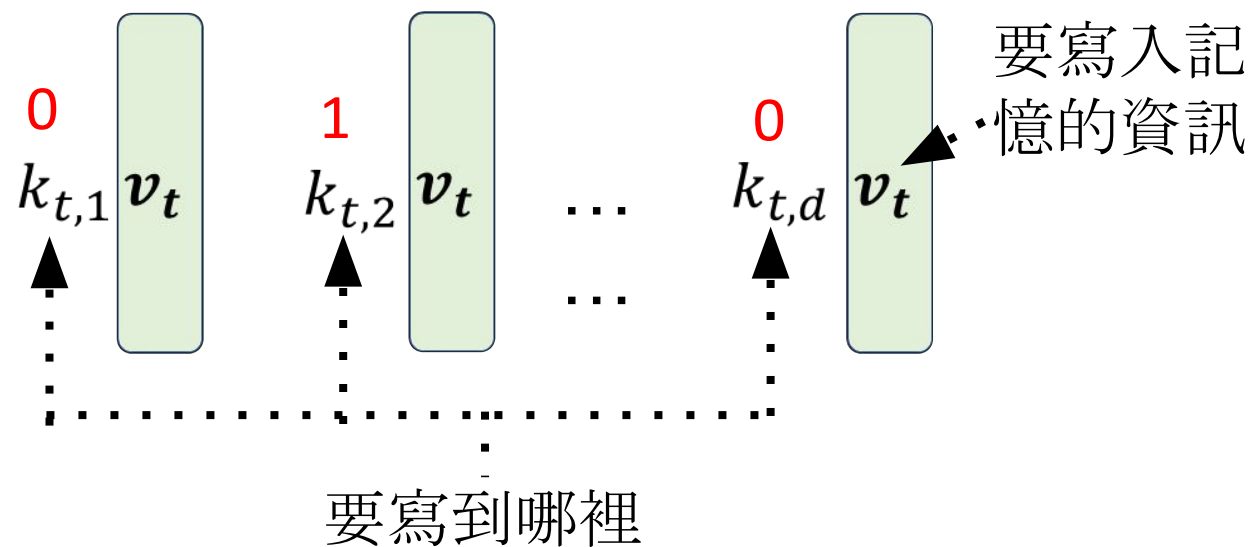 要寫入記
憶的資訊
0 1 0
k_{t,1} v_t k_{t,2} v_t … k_{t,d} v_t
…
要寫到哪裡